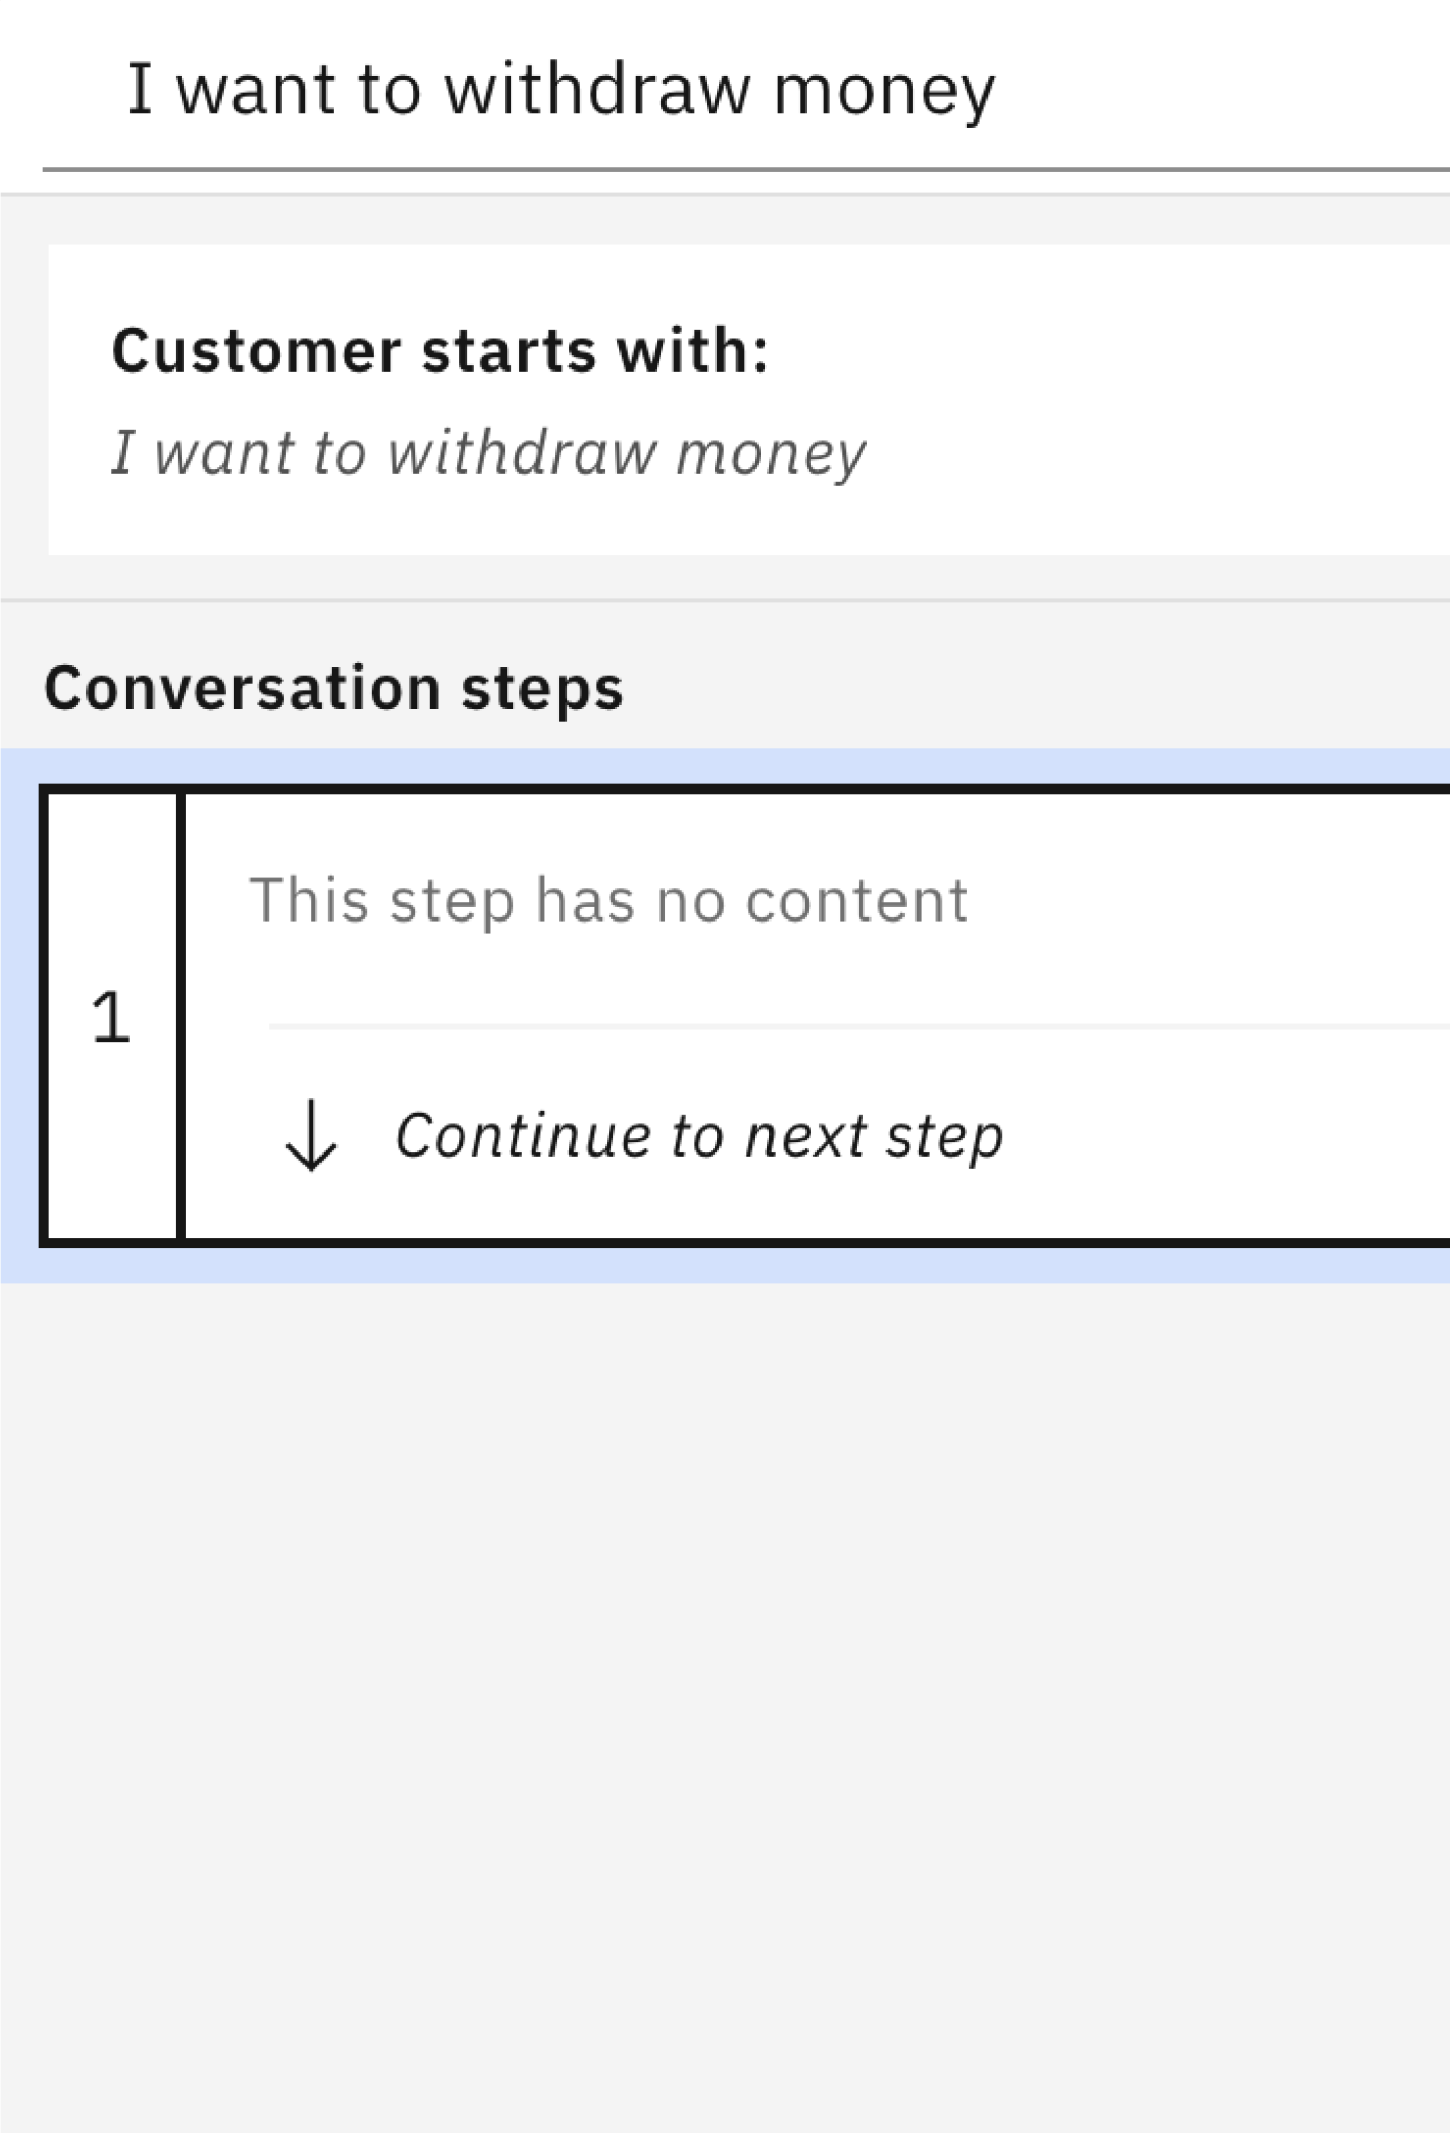 I want to withdraw money
Customer starts with:
I want to withdraw money
Conversation steps
This step has no content
1
Continue to next step